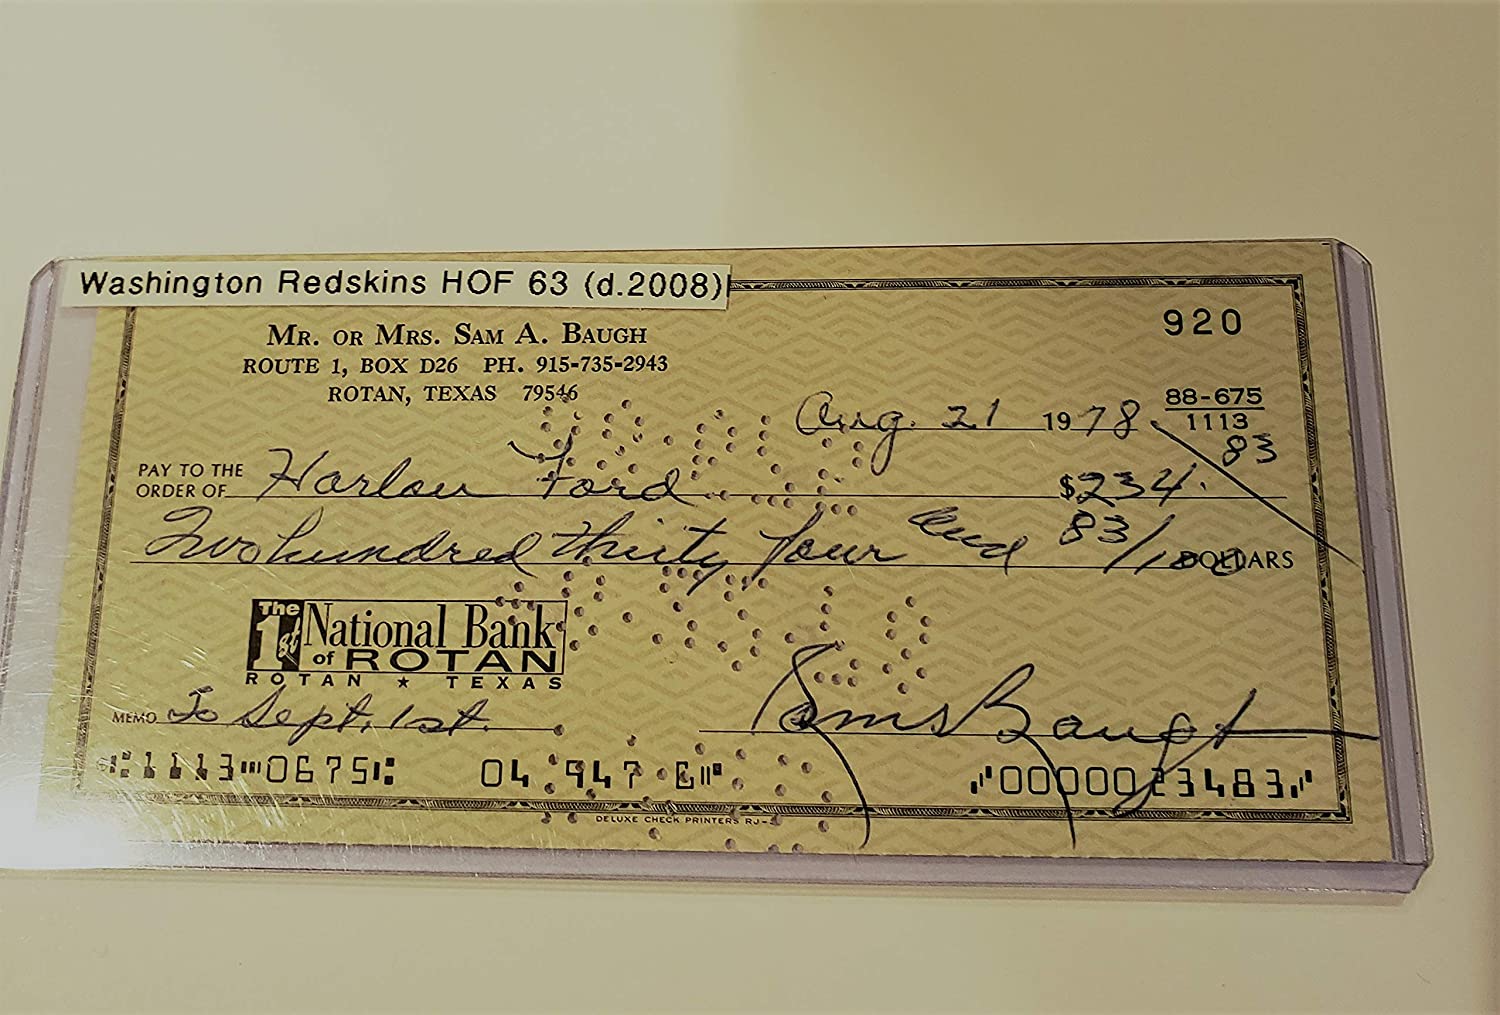 Washington Redskins HOF 63 (d.2008)
MR. OR MRS. SAM A. BAUGH
ROUTE 1, BOX D26 PH. 915-735-2943
ROTAN, TEXAS 79546
920
88-675
1113
Aug. 21 1978
PAY TO THE
ORDER OF Harlow Ford $234.83
Two hundred thirty four and 83/100 DOLLARS
The 1st National Bank
of ROTAN
ROTAN ★ TEXAS
MEMO To Sept. 1st. Sam Baugh
⑆1113⑉0675⑆ 04 947 6⑈ ⑇0000023483⑇
DELUXE CHECK PRINTERS RJ-